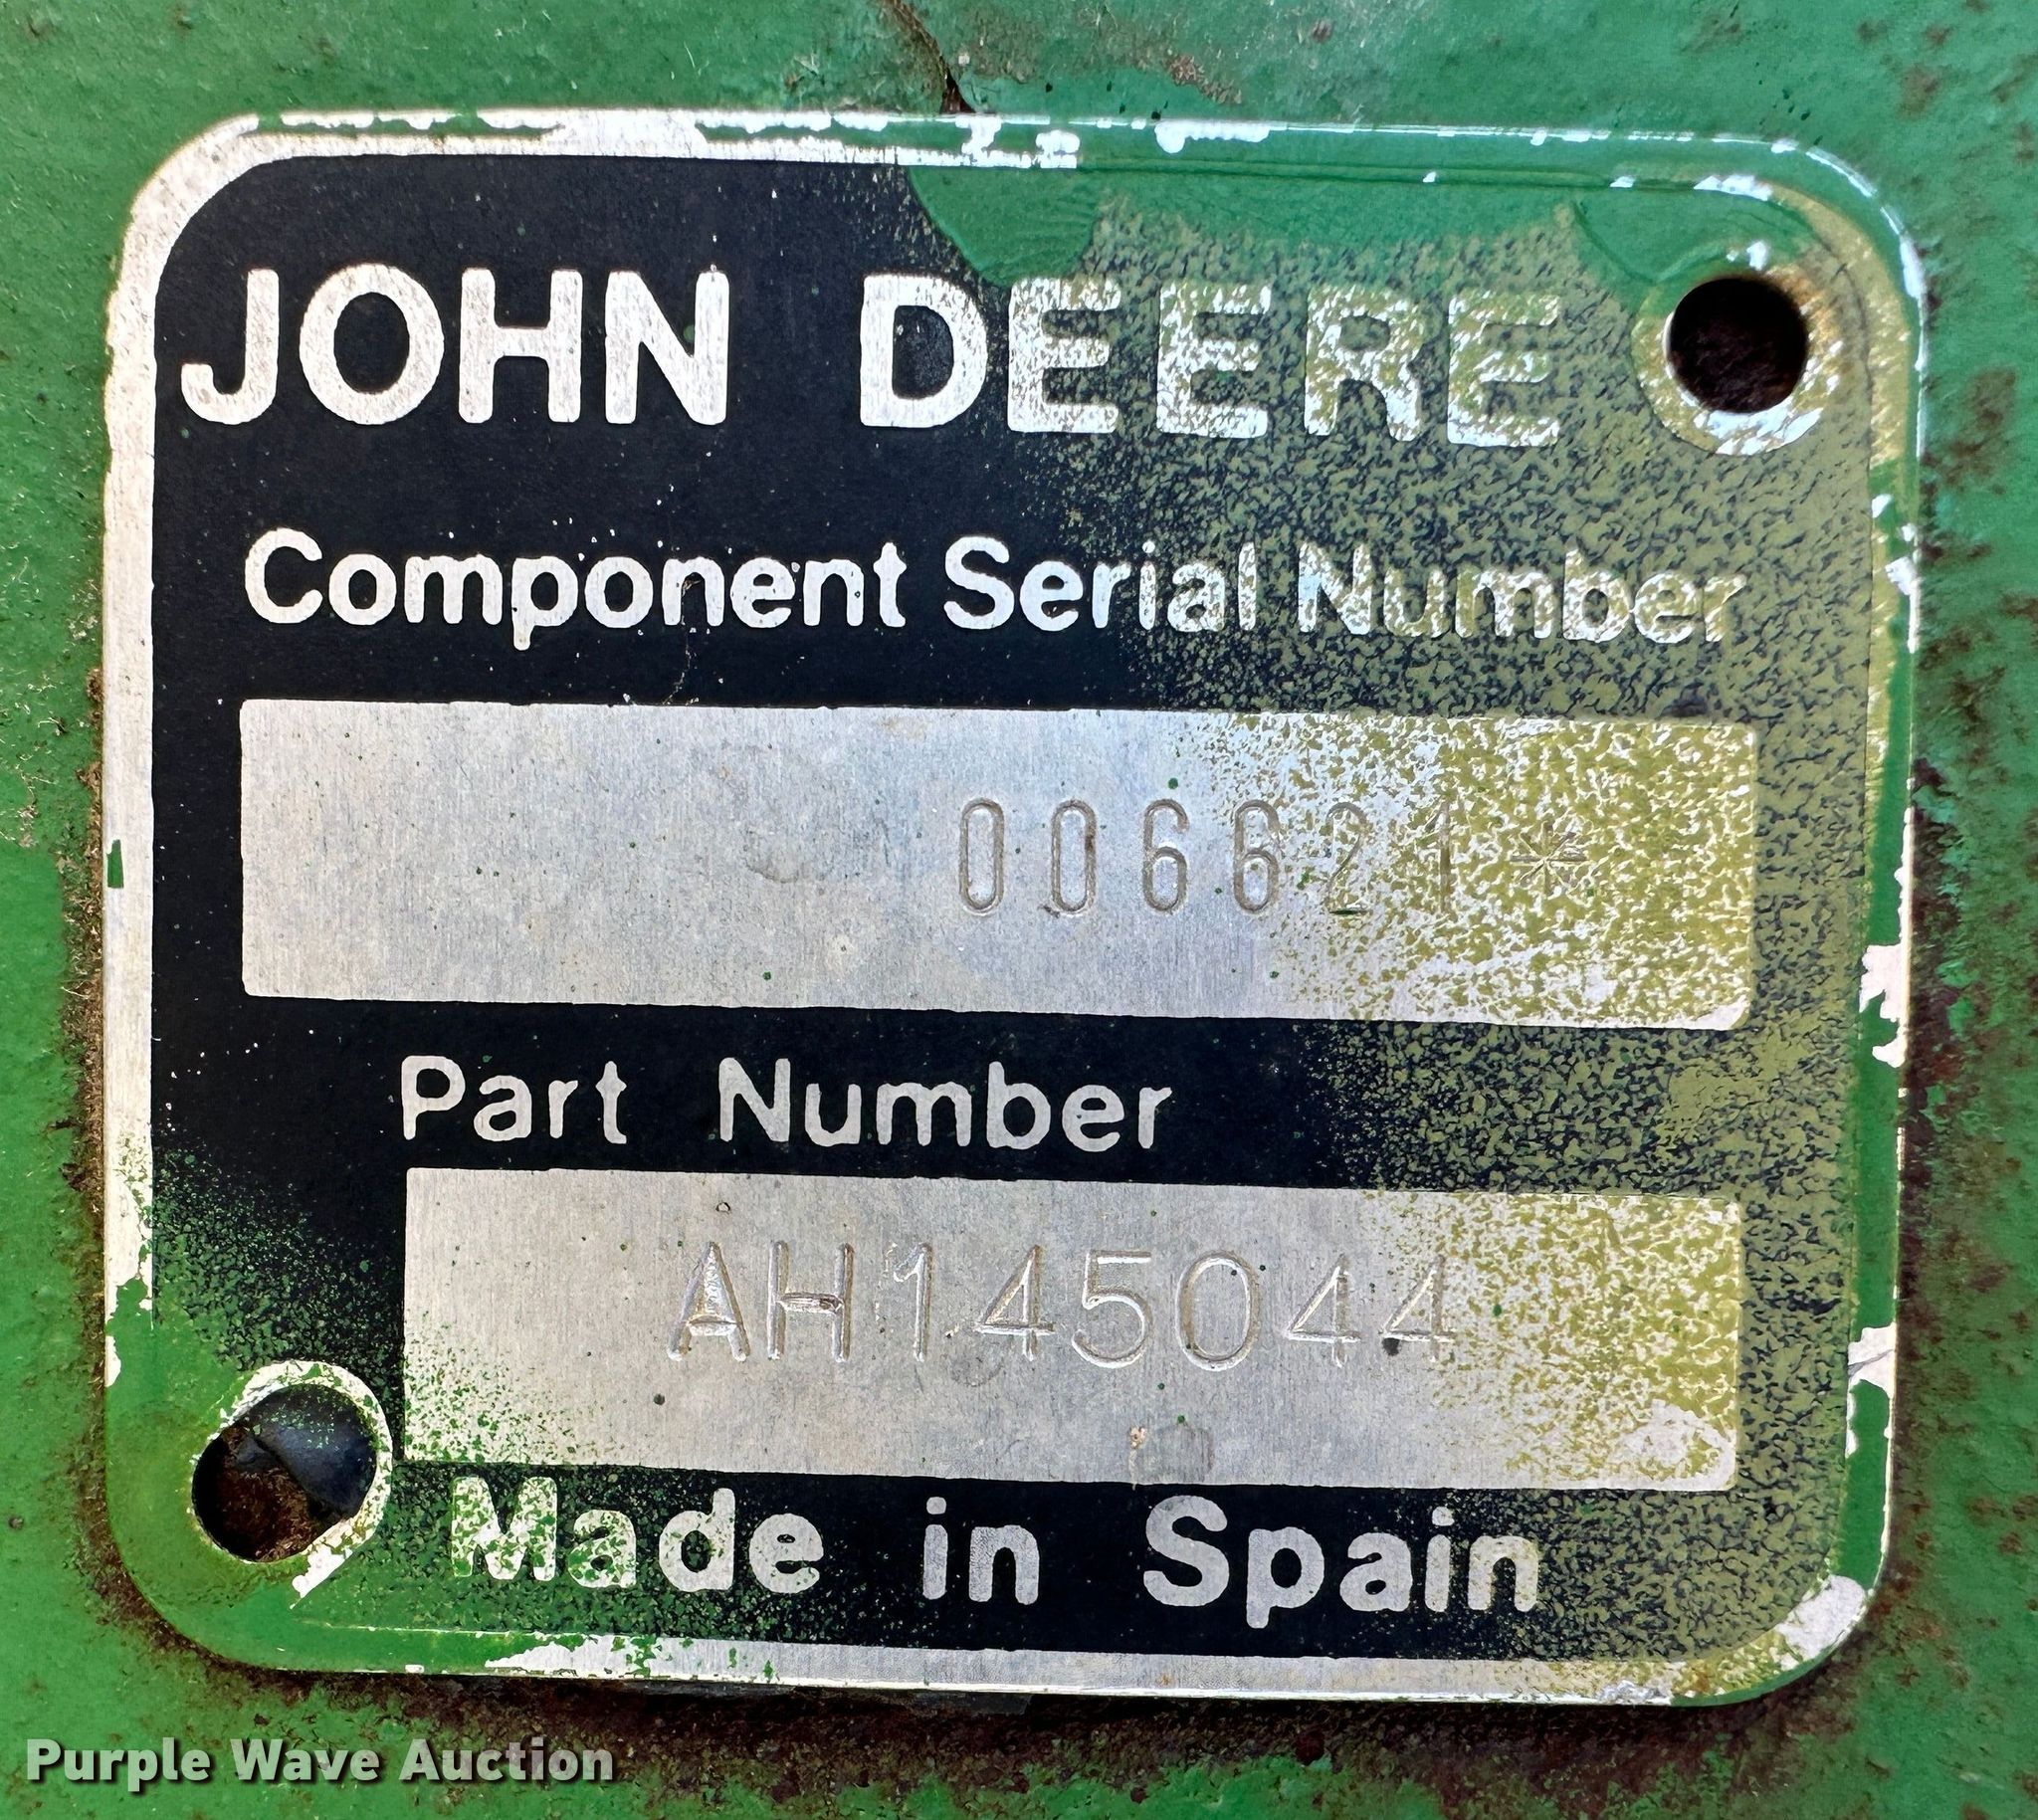 JOHN DEERE
Component Serial Number
006621*
Part Number
AH145044
Made in Spain
Purple Wave Auction